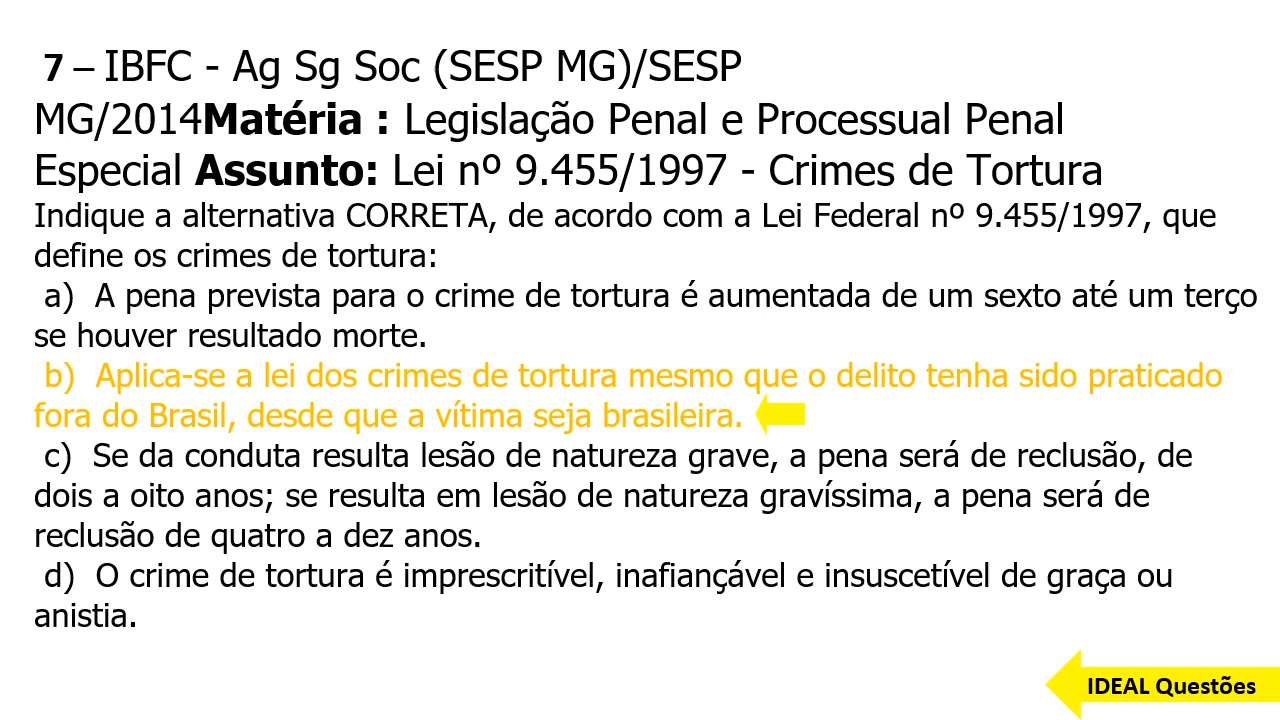 7 – IBFC - Ag Sg Soc (SESP MG)/SESP
MG/2014Matéria : Legislação Penal e Processual Penal
Especial Assunto: Lei nº 9.455/1997 - Crimes de Tortura
Indique a alternativa CORRETA, de acordo com a Lei Federal nº 9.455/1997, que
define os crimes de tortura:
a) A pena prevista para o crime de tortura é aumentada de um sexto até um terço
se houver resultado morte.
b) Aplica-se a lei dos crimes de tortura mesmo que o delito tenha sido praticado
fora do Brasil, desde que a vítima seja brasileira.
c) Se da conduta resulta lesão de natureza grave, a pena será de reclusão, de
dois a oito anos; se resulta em lesão de natureza gravíssima, a pena será de
reclusão de quatro a dez anos.
d) O crime de tortura é imprescritível, inafiançável e insuscetível de graça ou
anistia.
IDEAL Questões